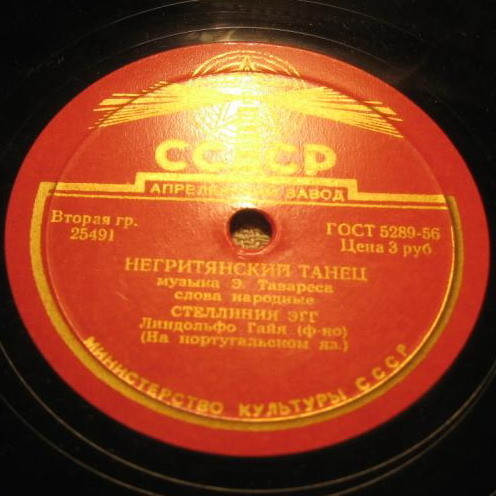 СССР
АПРЕЛЕВСКИЙ ЗАВОД
Вторая гр.
25491
ГОСТ 5289-56
Цена 3 руб
НЕГРИТЯНСКИЙ ТАНЕЦ
музыка Э. Тавареса
слова народные
СТЕЛЛИНИЯ ЭГГ
Линдольфо Гайя (ф-но)
(На португальском яз.)
МИНИСТЕРСТВО КУЛЬТУРЫ СССР